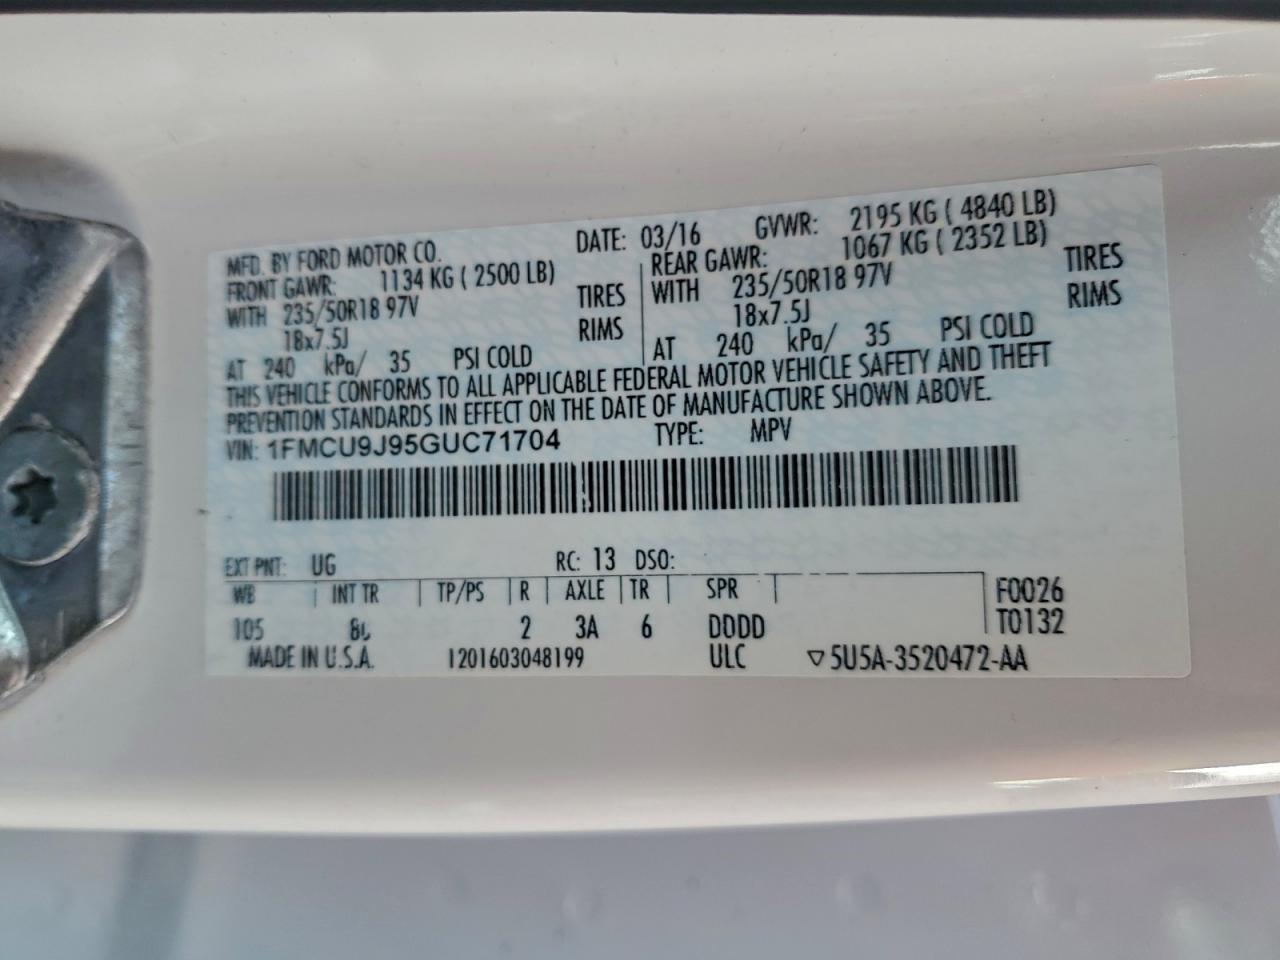 MFD. BY FORD MOTOR CO. DATE: 03/16 GVWR: 2195 KG ( 4840 LB)
FRONT GAWR: 1134 KG ( 2500 LB) REAR GAWR: 1067 KG ( 2352 LB)
WITH 235/50R18 97V TIRES WITH 235/50R18 97V TIRES
18x7.5J RIMS 18x7.5J RIMS
AT 240 kPa/ 35 PSI COLD AT 240 kPa/ 35 PSI COLD
THIS VEHICLE CONFORMS TO ALL APPLICABLE FEDERAL MOTOR VEHICLE SAFETY AND THEFT
PREVENTION STANDARDS IN EFFECT ON THE DATE OF MANUFACTURE SHOWN ABOVE.
VIN: 1FMCU9J95GUC71704 TYPE: MPV
EXT PNT: UG RC: 13 DSO:
WB INT TR TP/PS R AXLE TR SPR F0026
105 2 3A 6 DODD T0132
MADE IN U.S.A. 1201603048199 ULC ▽5U5A-3520472-AA